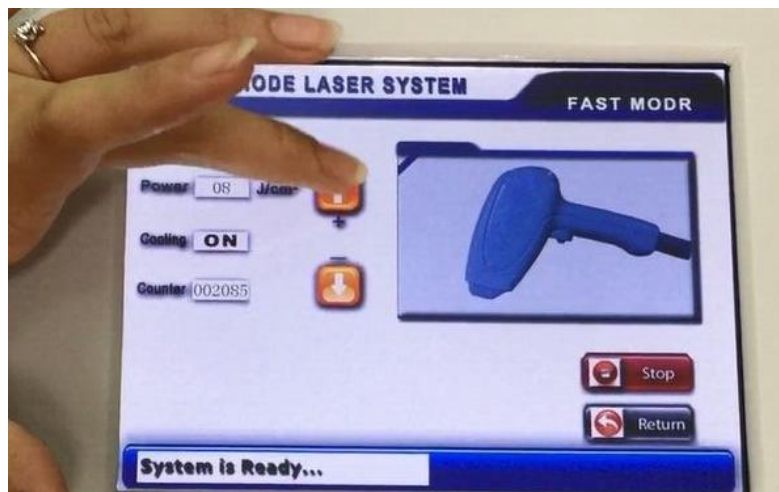 ODE LASER SYSTEM
FAST MODR
Power 08 J/cm²
+
Cooling ON
-
Counter 002085
Stop
Return
System is Ready...